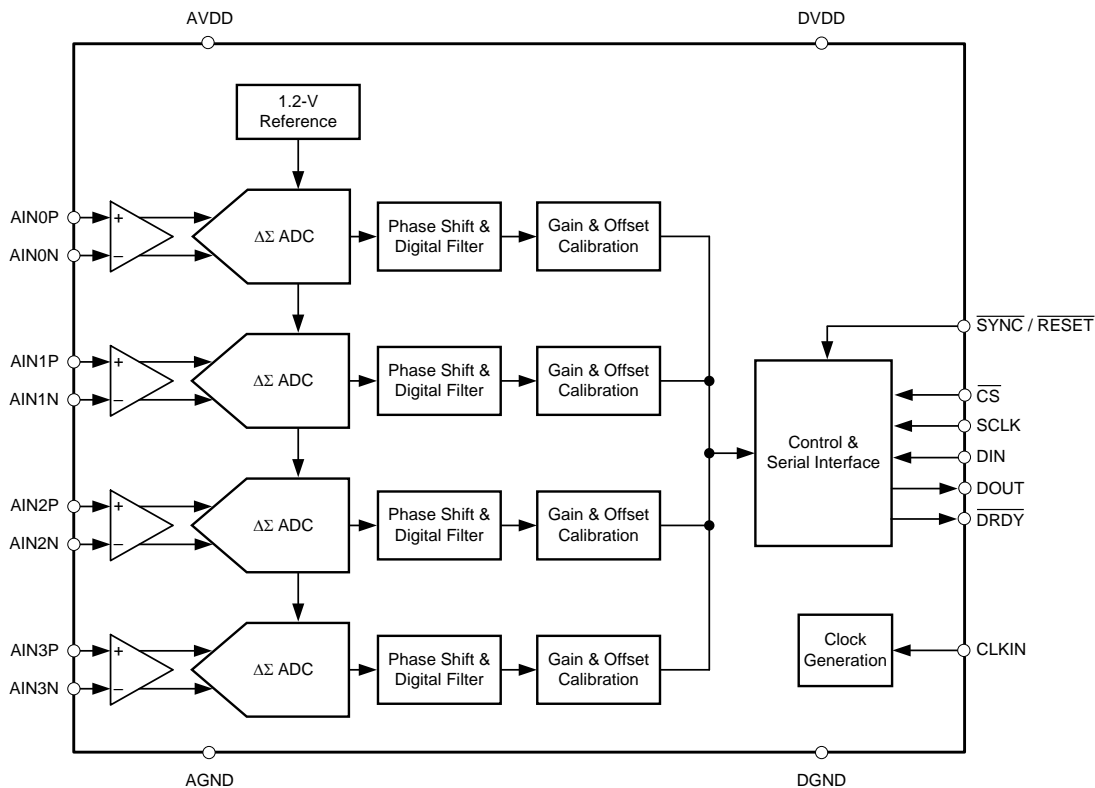 AVDD
DVDD
1.2-V
Reference
AIN0P
+
AIN0N
–
ΔΣ ADC
Phase Shift &
Digital Filter
Gain & Offset
Calibration
AIN1P
+
AIN1N
–
ΔΣ ADC
Phase Shift &
Digital Filter
Gain & Offset
Calibration
AIN2P
+
AIN2N
–
ΔΣ ADC
Phase Shift &
Digital Filter
Gain & Offset
Calibration
AIN3P
+
AIN3N
–
ΔΣ ADC
Phase Shift &
Digital Filter
Gain & Offset
Calibration
Control &
Serial Interface
SYNC / RESET
CS
SCLK
DIN
DOUT
DRDY
Clock
Generation
CLKIN
AGND
DGND